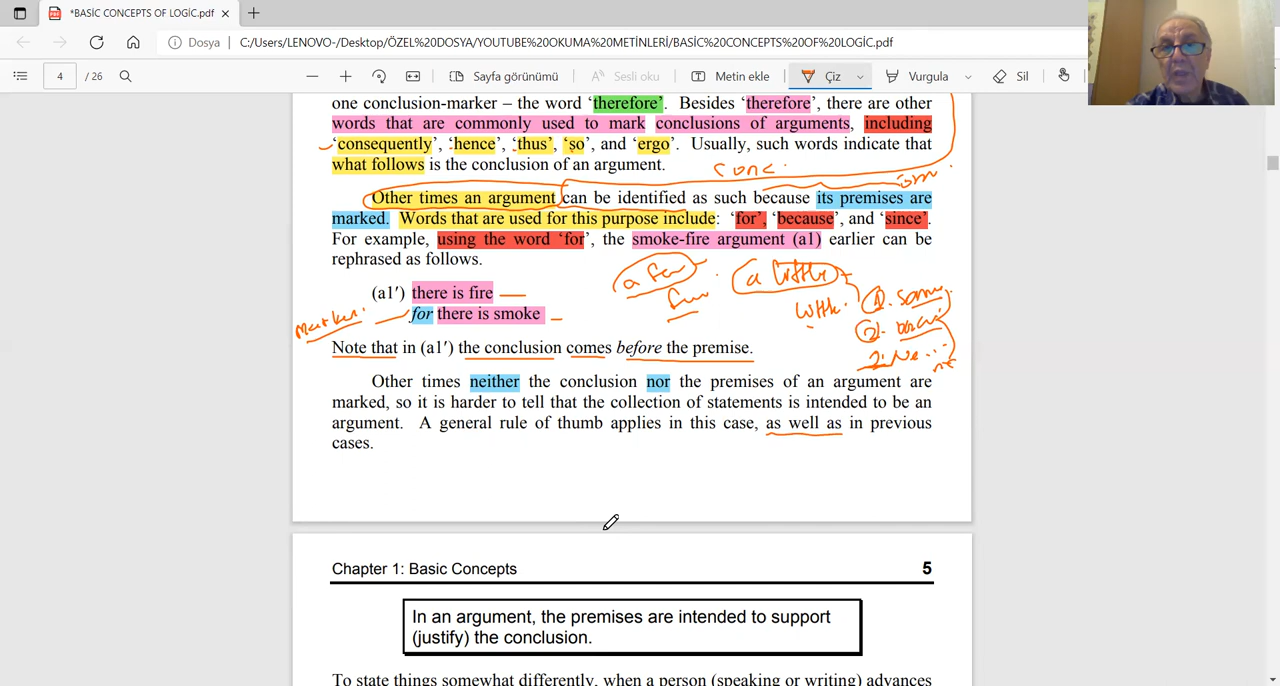 *BASIC CONCEPTS OF LOGİC.pdf
Dosya C:/Users/LENOVO-/Desktop/ÖZEL%20DOSYA/YOUTUBE%20OKUMA%20METİNLERİ/BASİC%20CONCEPTS%20OF%20LOGİC.pdf
4 / 26 Sayfa görünümü Sesli oku Metin ekle Çiz Vurgula Sil
one conclusion-marker – the word ‘therefore’. Besides ‘therefore’, there are other
words that are commonly used to mark conclusions of arguments, including
‘consequently’, ‘hence’, ‘thus’, ‘so’, and ‘ergo’. Usually, such words indicate that
what follows is the conclusion of an argument.
conc.
Other times an argument can be identified as such because its premises are
marked. Words that are used for this purpose include: ‘for’, ‘because’, and ‘since’.
For example, using the word ‘for’, the smoke-fire argument (a1) earlier can be
rephrased as follows.
a few a little
few little
(a1′) there is fire
for there is smoke
marker
Note that in (a1′) the conclusion comes before the premise.
Other times neither the conclusion nor the premises of an argument are
marked, so it is harder to tell that the collection of statements is intended to be an
argument. A general rule of thumb applies in this case, as well as in previous
cases.
Chapter 1: Basic Concepts 5
In an argument, the premises are intended to support
(justify) the conclusion.
To state things somewhat differently, when a person (speaking or writing) advances